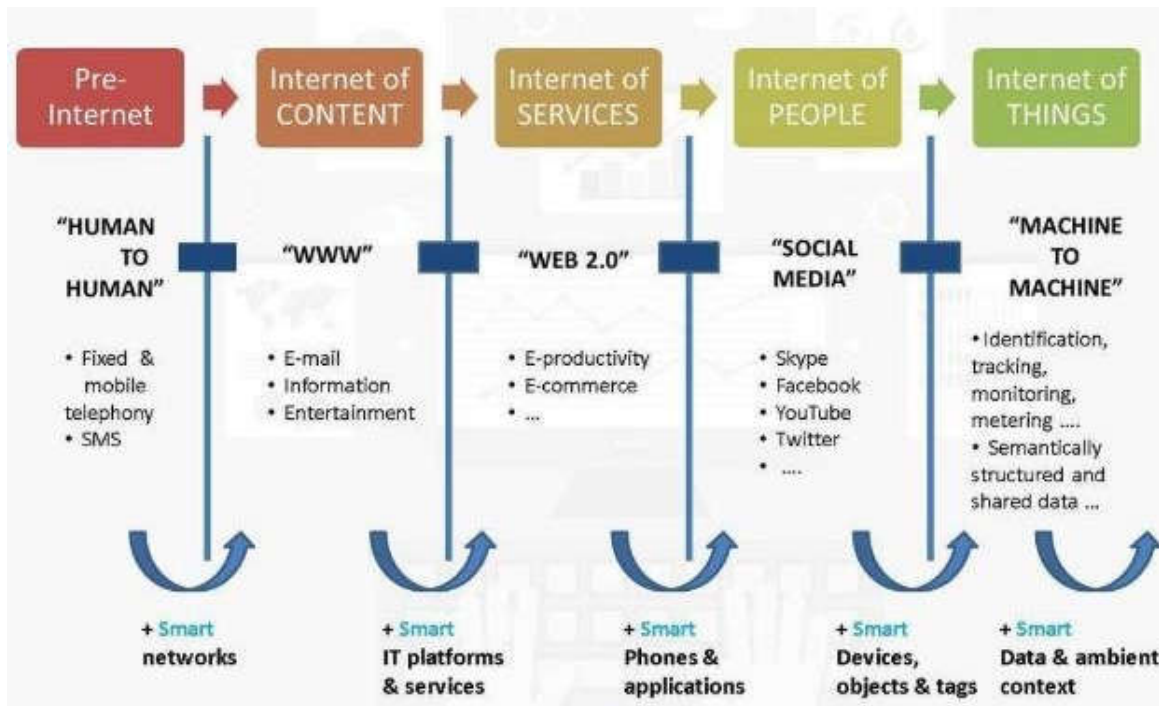 Pre-
Internet
Internet of
CONTENT
Internet of
SERVICES
Internet of
PEOPLE
Internet of
THINGS
“HUMAN
TO
HUMAN”
“WWW”
“WEB 2.0”
“SOCIAL
MEDIA”
“MACHINE
TO
MACHINE”
• Fixed &
mobile
telephony
• SMS
• E-mail
• Information
• Entertainment
• E-productivity
• E-commerce
• ...
• Skype
• Facebook
• YouTube
• Twitter
• ....
• Identification,
tracking,
monitoring,
metering ....
• Semantically
structured and
shared data ...
+ Smart
networks
+ Smart
IT platforms
& services
+ Smart
Phones &
applications
+ Smart
Devices,
objects & tags
+ Smart
Data & ambient
context